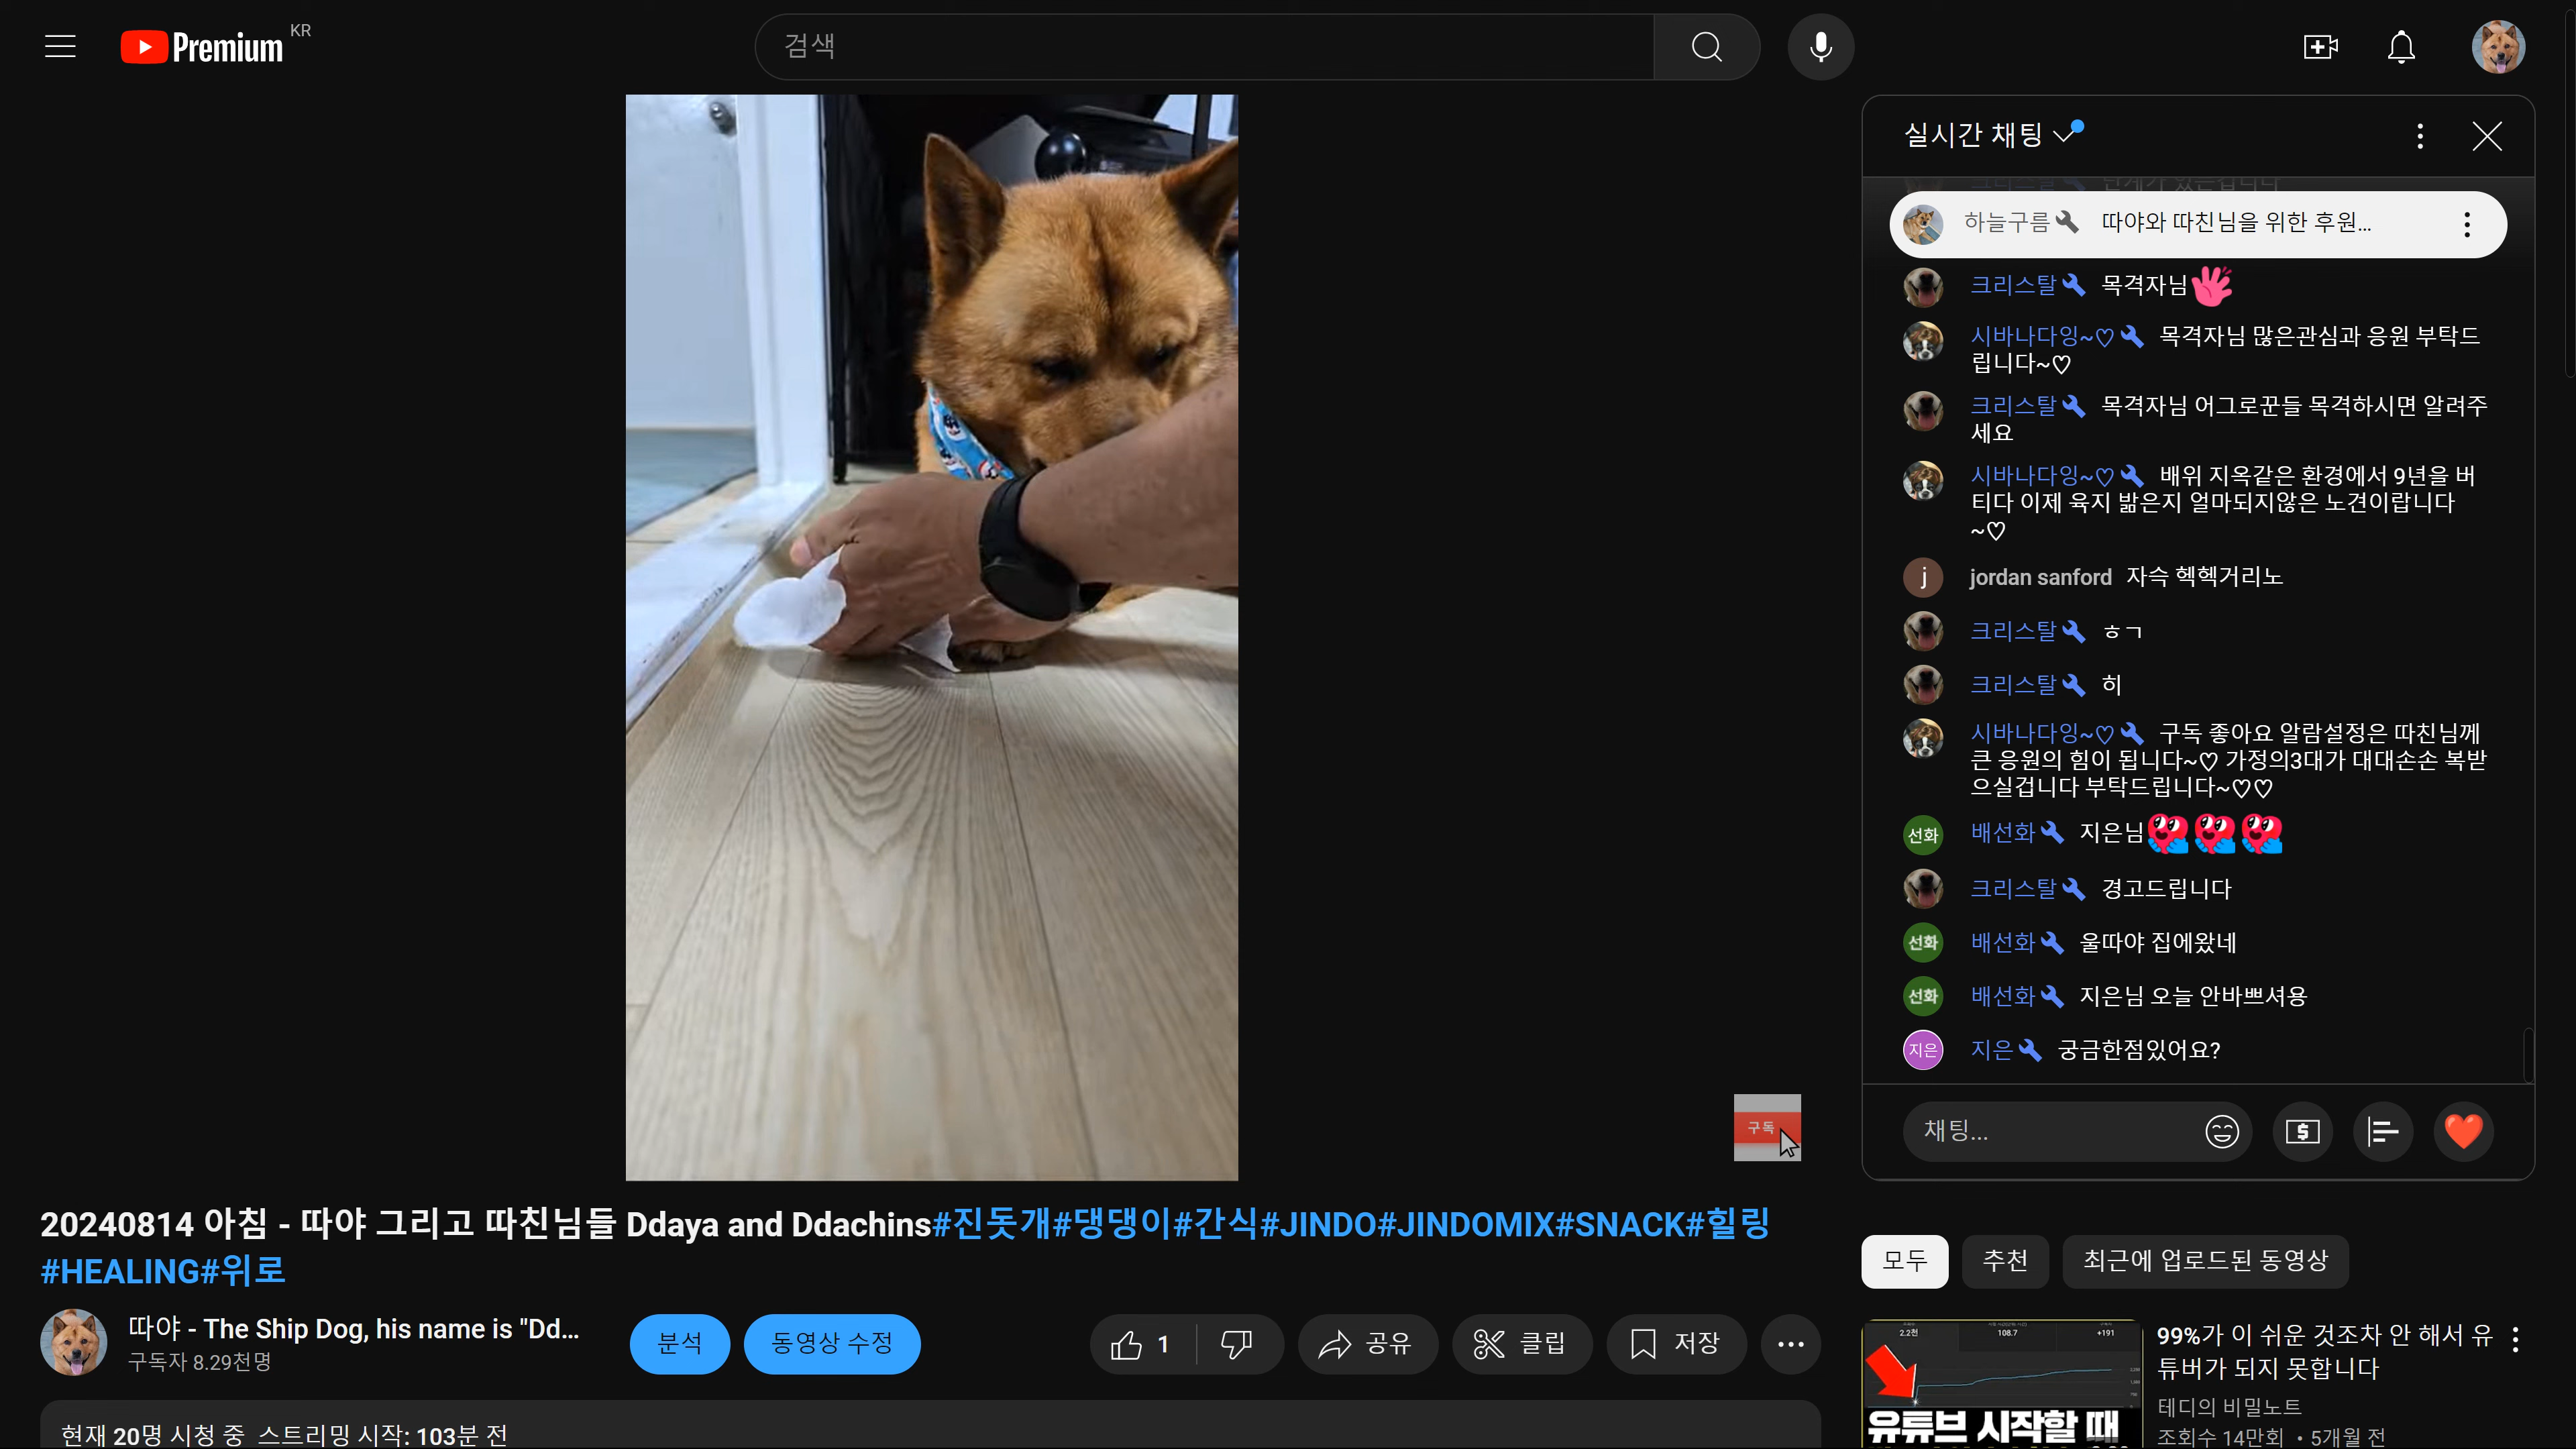 Premium KR
검색
실시간 채팅
하늘구름 따야와 따친님을 위한 후원...
크리스탈 목격자님
시바나다잉~♡ 목격자님 많은관심과 응원 부탁드
립니다~♡
크리스탈 목격자님 어그로꾼들 목격하시면 알려주
세요
시바나다잉~♡ 배위 지옥같은 환경에서 9년을 버
티다 이제 육지 밟은지 얼마되지않은 노견이랍니다
~♡
j jordan sanford 자슥 헥헥거리노
크리스탈 ㅎㄱ
크리스탈 히
시바나다잉~♡ 구독 좋아요 알람설정은 따친님께
큰 응원의 힘이 됩니다~♡ 가정의3대가 대대손손 복받
으실겁니다 부탁드립니다~♡♡
선화 배선화 지은님
크리스탈 경고드립니다
선화 배선화 울따야 집에왔네
선화 배선화 지은님 오늘 안바쁘셔용
지은 지은 궁금한점있어요?
구독
채팅...
20240814 아침 - 따야 그리고 따친님들 Ddaya and Ddachins#진돗개#댕댕이#간식#JINDO#JINDOMIX#SNACK#힐링
#HEALING#위로
따야 - The Ship Dog, his name is "Dd...
구독자 8.29천명
분석
동영상 수정
1
공유
클립
저장
현재 20명 시청 중 스트리밍 시작: 103분 전
모두
추천
최근에 업로드된 동영상
2.2천 108.7 +191
유튜브 시작할 때
99%가 이 쉬운 것조차 안 해서 유
튜버가 되지 못합니다
테디의 비밀노트
조회수 14만회 • 5개월 전